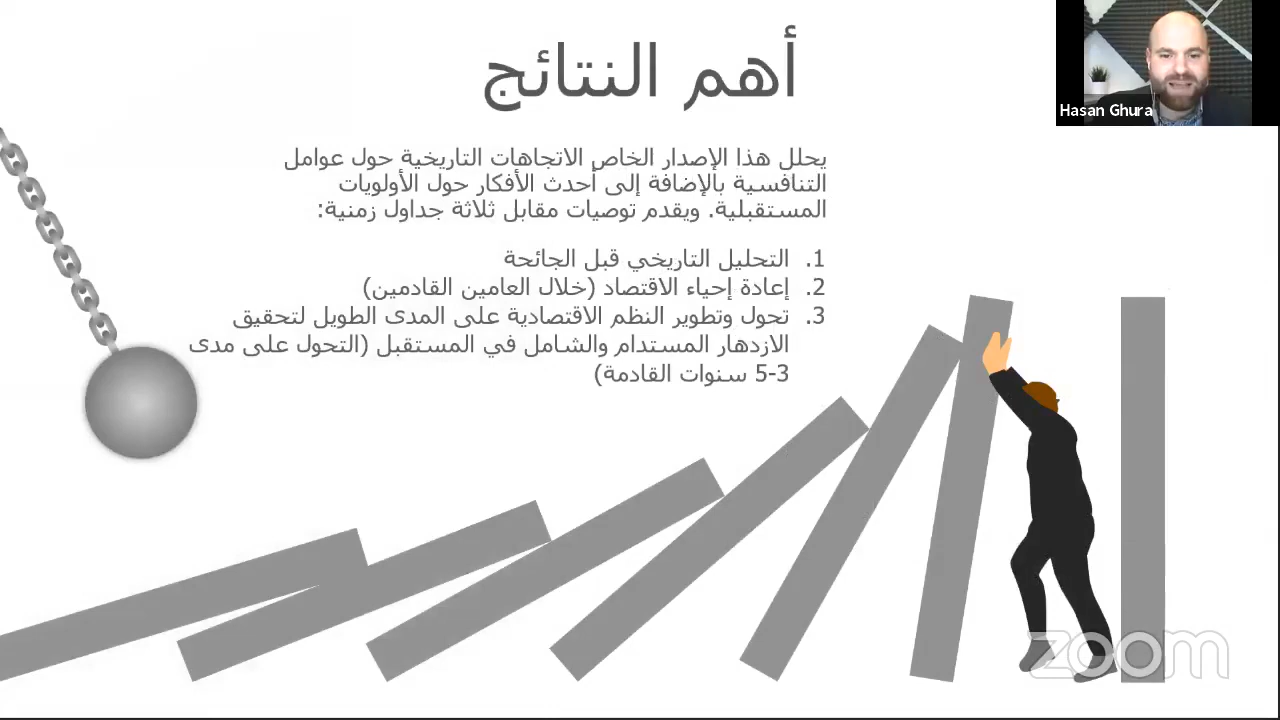 أهم النتائج
Hasan Ghura
يحلل هذا الإصدار الخاص الاتجاهات التاريخية حول عوامل
التنافسية بالإضافة إلى أحدث الأفكار حول الأولويات
المستقبلية. ويقدم توصيات مقابل ثلاثة جداول زمنية:
1. التحليل التاريخي قبل الجائحة
2. إعادة إحياء الاقتصاد (خلال العامين القادمين)
3. تحول وتطوير النظم الاقتصادية على المدى الطويل لتحقيق
الازدهار المستدام والشامل في المستقبل (التحول على مدى
5-3 سنوات القادمة)
zoom